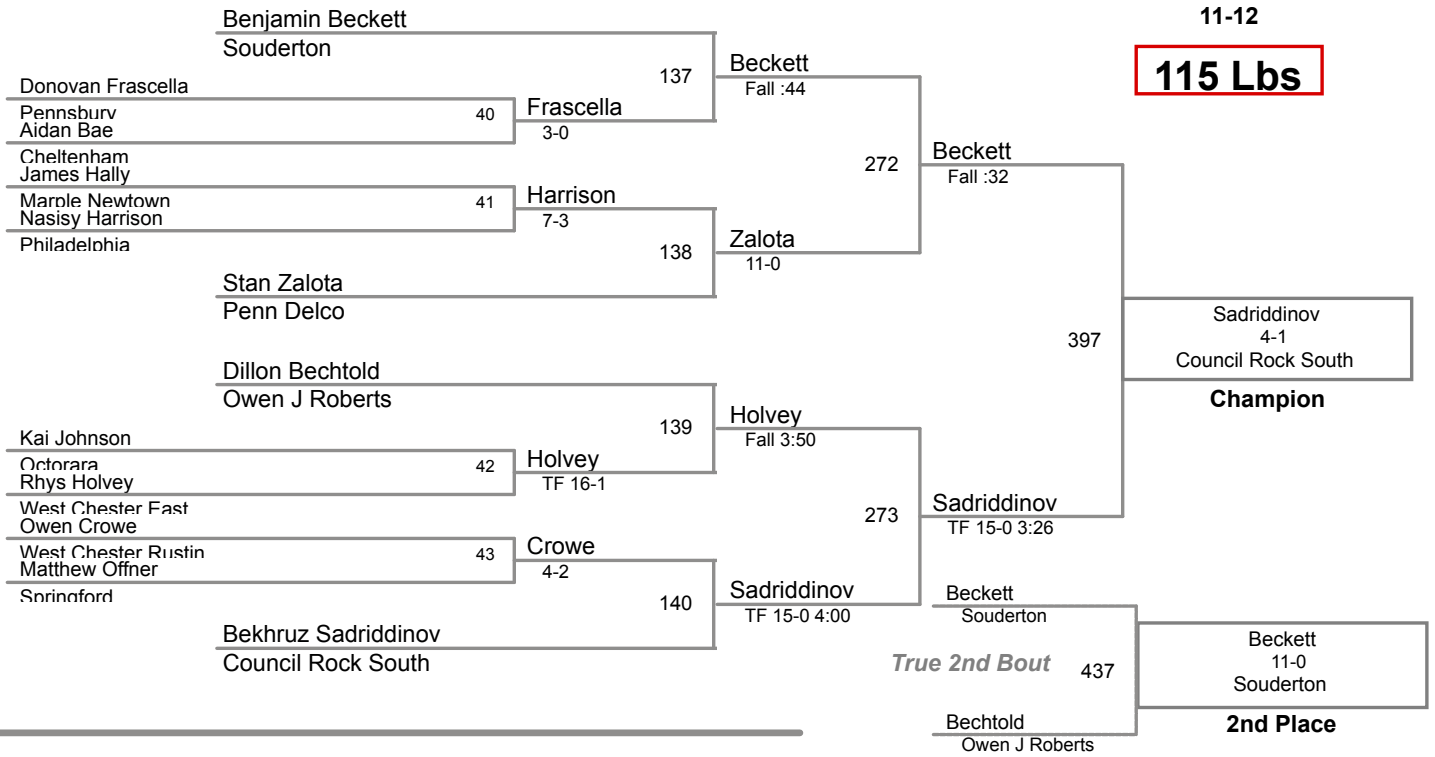 Benjamin Beckett
Souderton
11-12
115 Lbs
137
Beckett
Fall :44
Donovan Frascella
Pennsbury
Aidan Bae
Cheltenham
40
Frascella
3-0
272
Beckett
Fall :32
James Hally
Marple Newtown
Nasisy Harrison
Philadelphia
41
Harrison
7-3
138
Zalota
11-0
Stan Zalota
Penn Delco
397
Sadriddinov
4-1
Council Rock South
Champion
Dillon Bechtold
Owen J Roberts
139
Holvey
Fall 3:50
Kai Johnson
Octorara
Rhys Holvey
West Chester East
42
Holvey
TF 16-1
273
Sadriddinov
TF 15-0 3:26
Owen Crowe
West Chester Rustin
Matthew Offner
Springford
43
Crowe
4-2
140
Sadriddinov
TF 15-0 4:00
Bekhruz Sadriddinov
Council Rock South
Beckett
Souderton
True 2nd Bout
437
Beckett
11-0
Souderton
2nd Place
Bechtold
Owen J Roberts